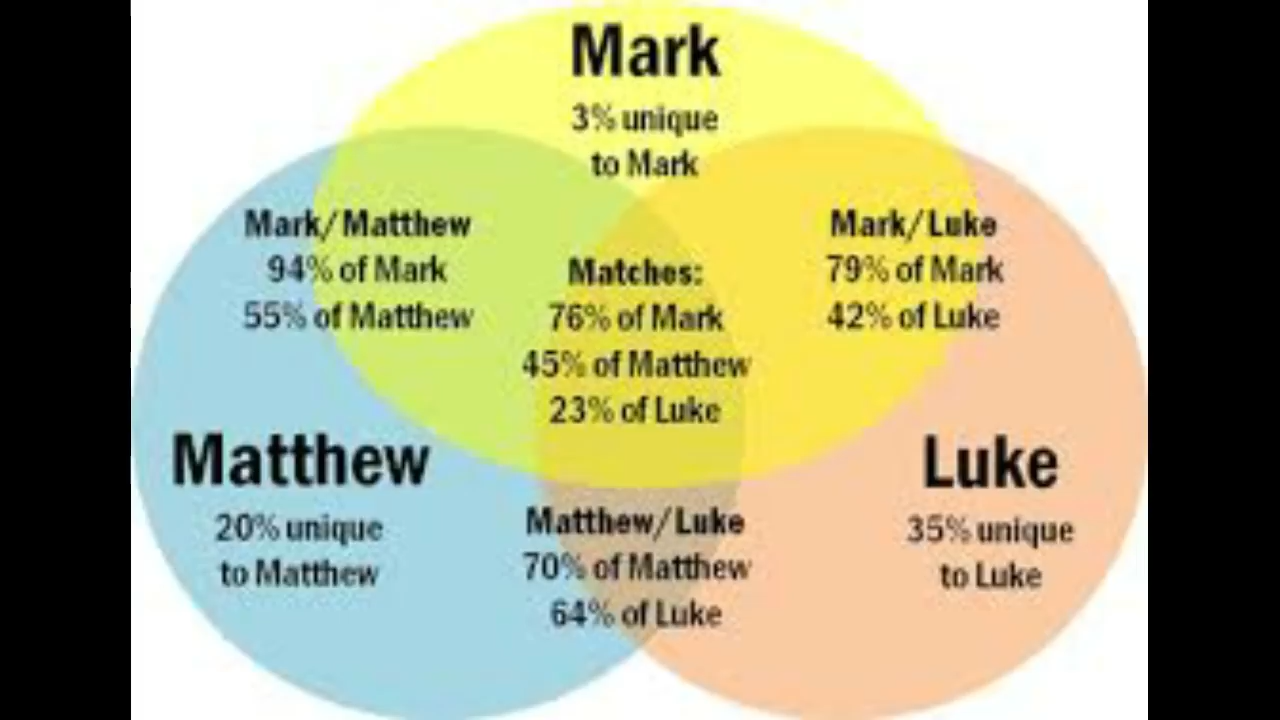 Mark
3% unique
to Mark
Mark/Matthew
94% of Mark
55% of Matthew
Matches:
76% of Mark
45% of Matthew
23% of Luke
Mark/Luke
79% of Mark
42% of Luke
Matthew
20% unique
to Matthew
Matthew/Luke
70% of Matthew
64% of Luke
Luke
35% unique
to Luke